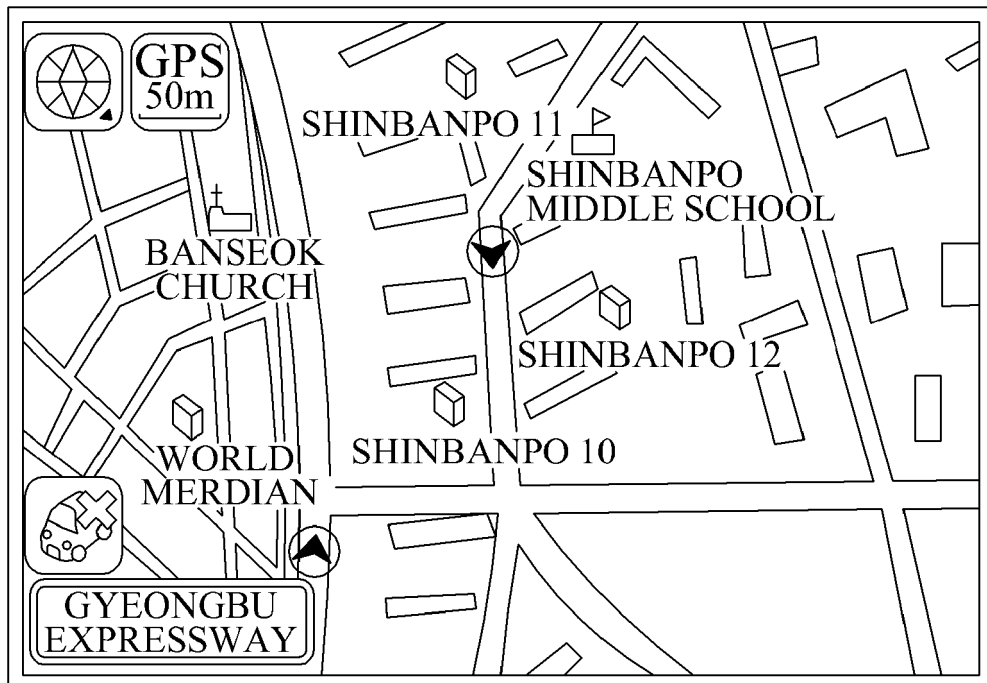 GPS
50m
SHINBANPO 11
SHINBANPO
MIDDLE SCHOOL
BANSEOK
CHURCH
SHINBANPO 12
SHINBANPO 10
WORLD
MERDIAN
GYEONGBU
EXPRESSWAY